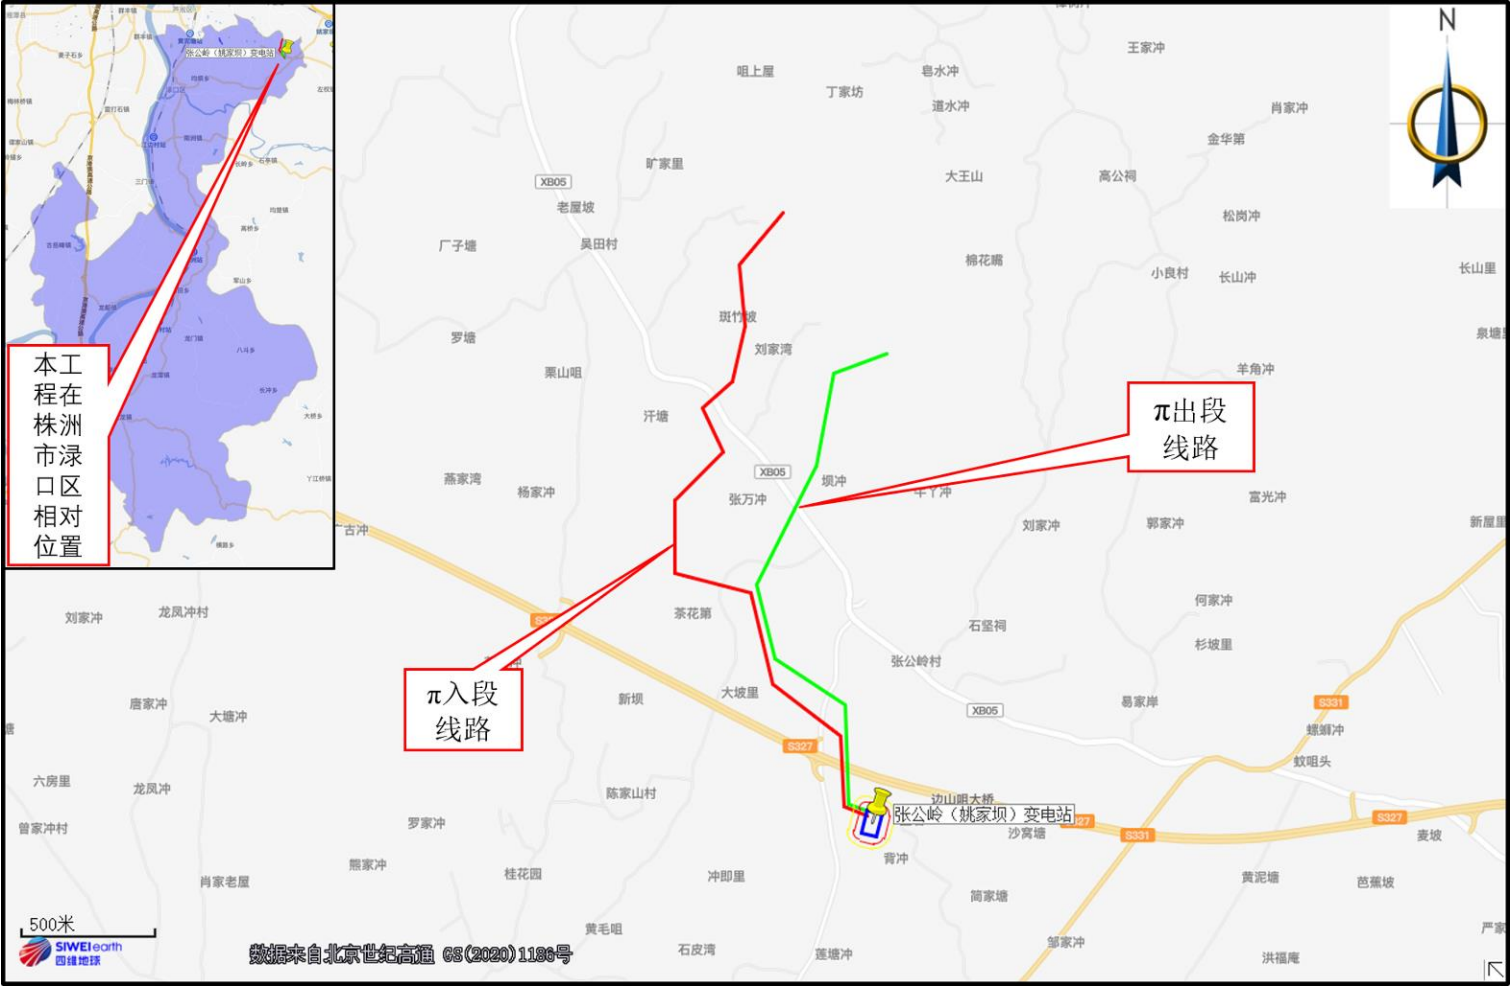 张公岭（姚家坝）变电站
本工
程在
株洲
市渌
口区
相对
位置
N
王家冲
咀上屋
皂水冲
丁家坊
道水冲
肖家冲
金华第
旷家里
XB05
大王山
高公祠
老屋坡
松岗冲
吴田村
厂子塘
棉花嘴
小良村
长山冲
长山里
斑竹坡
罗塘
刘家湾
栗山咀
羊角冲
汗塘
π出段
线路
XB05
燕家湾
杨家冲
张万冲
坝冲
牛丫冲
富光冲
广古冲
刘家冲
郭家冲
新屋里
刘家冲
龙凤冲村
茶花第
何家冲
石坚祠
杉坡里
张公岭村
π入段
线路
新坝
大坡里
唐家冲
大塘冲
XB05
易家岸
S331
螺蛳冲
S327
蚊咀头
六房里
龙凤冲
陈家山村
边山咀大桥
张公岭（姚家坝）变电站
曾家冲村
罗家冲
沙窝塘
S331
S327
麦坡
熊家冲
背冲
肖家老屋
桂花园
冲即里
简家塘
黄泥塘
芭蕉坡
500米
黄毛咀
石皮湾
莲塘冲
邹家冲
洪福庵
SIWEI earth
四维地球
数据来自北京世纪高通 GS(2020)1186号